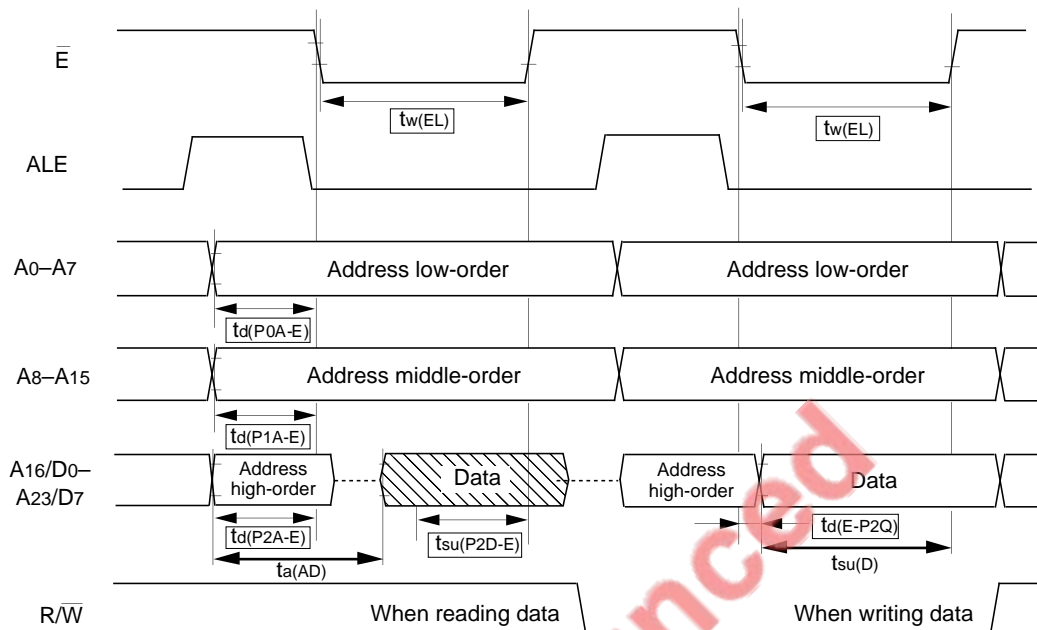 E̅
tw(EL)
tw(EL)
ALE
A0–A7
Address low-order
Address low-order
td(P0A-E)
A8–A15
Address middle-order
Address middle-order
td(P1A-E)
A16/D0–
A23/D7
Address
high-order
Data
Address
high-order
Data
td(P2A-E)
tsu(P2D-E)
td(E-P2Q)
ta(AD)
tsu(D)
R/W̅
When reading data
When writing data